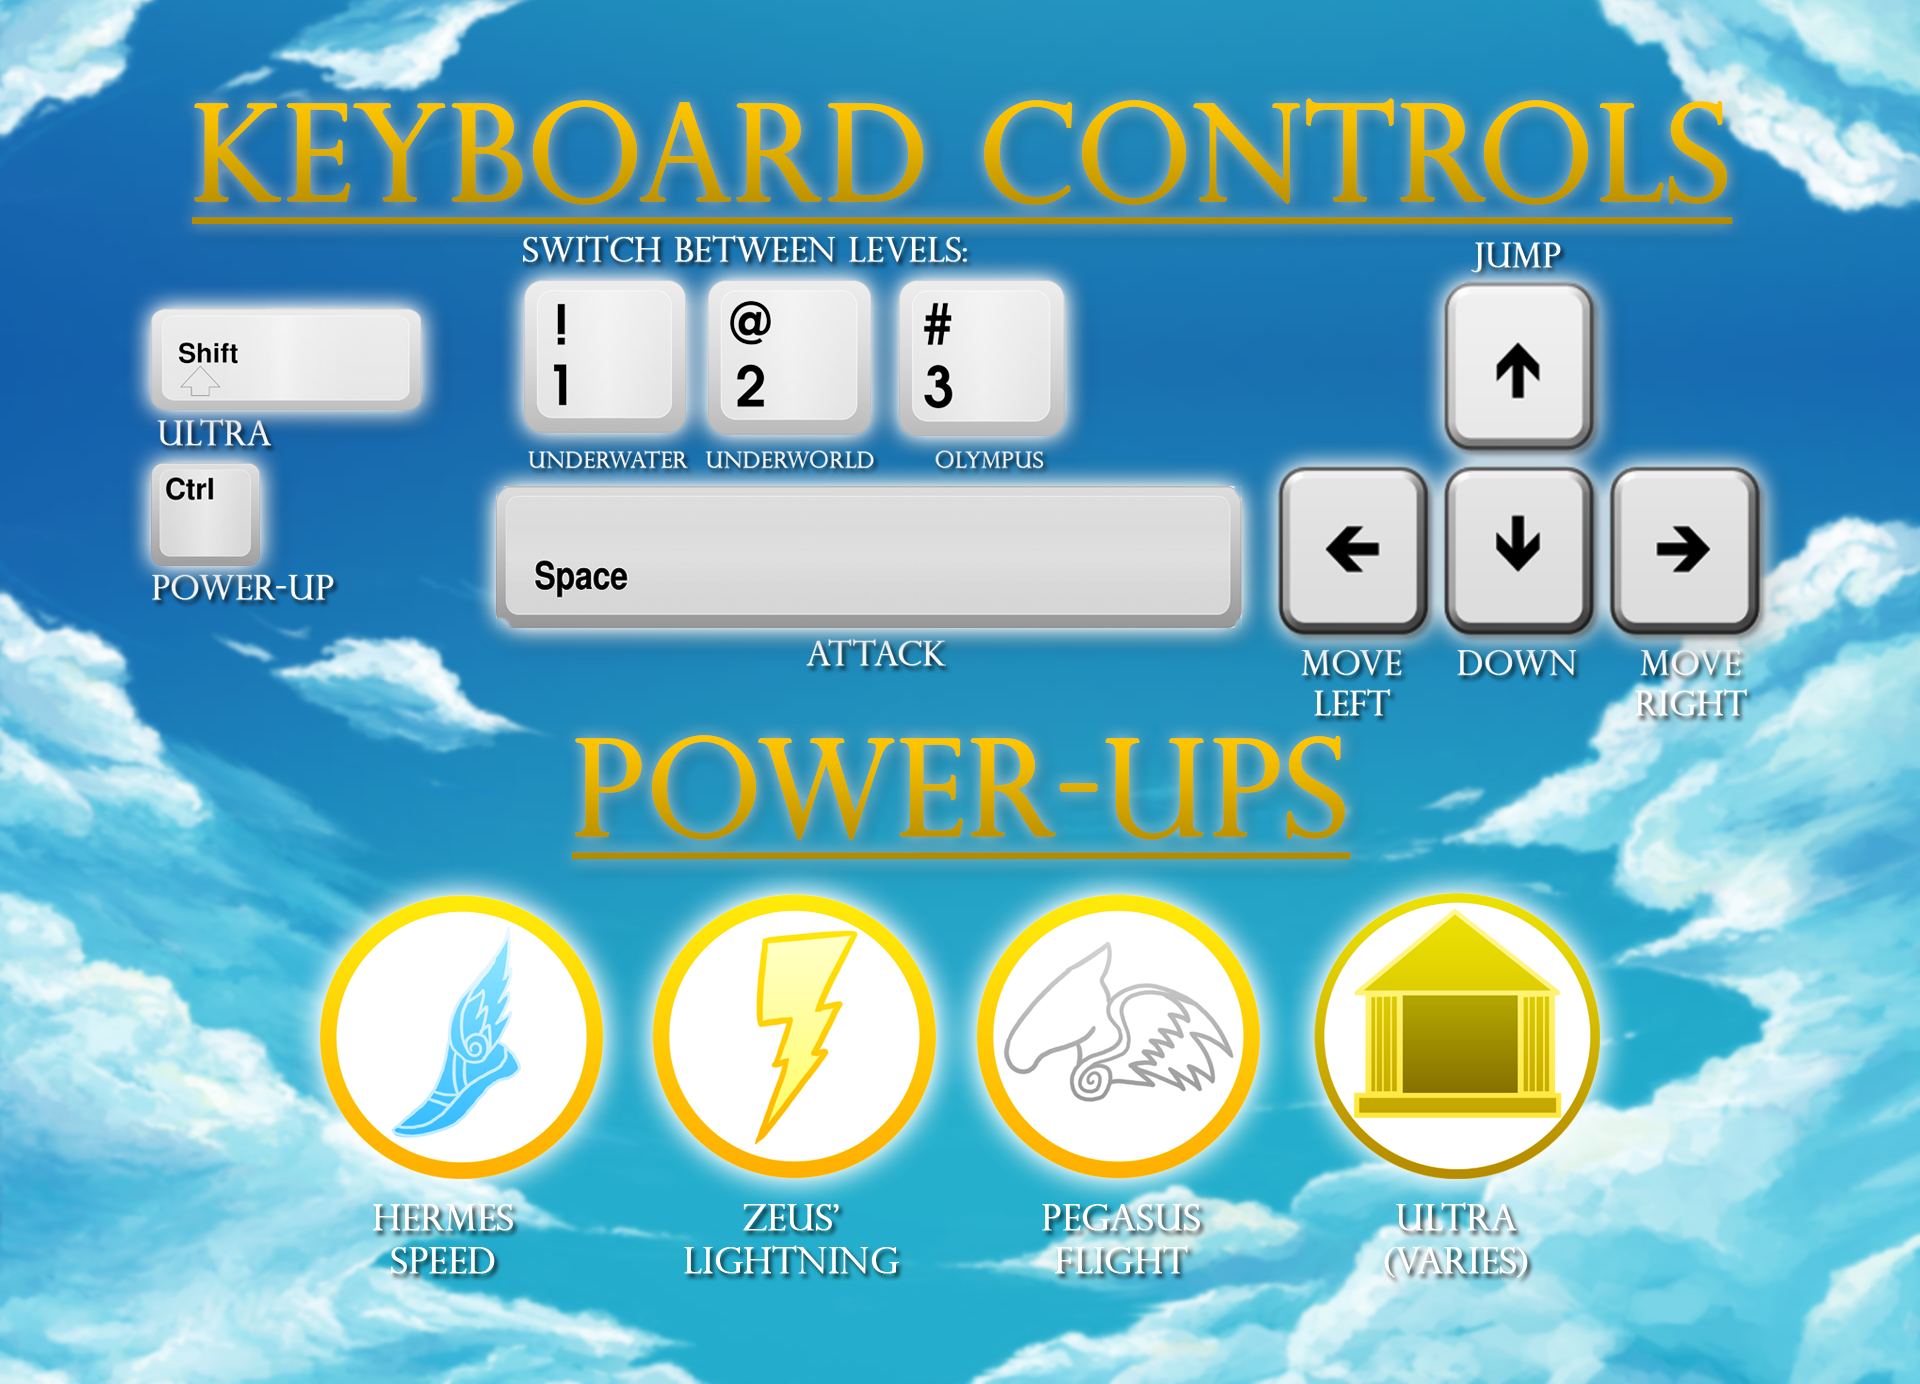 KEYBOARD CONTROLS
SWITCH BETWEEN LEVELS:
JUMP
Shift
! @ #
1 2 3
ULTRA
UNDERWATER UNDERWORLD OLYMPUS
Ctrl
Space
POWER-UP
ATTACK
MOVE LEFT
DOWN
MOVE RIGHT
POWER-UPS
HERMES SPEED
ZEUS' LIGHTNING
PEGASUS FLIGHT
ULTRA (VARIES)